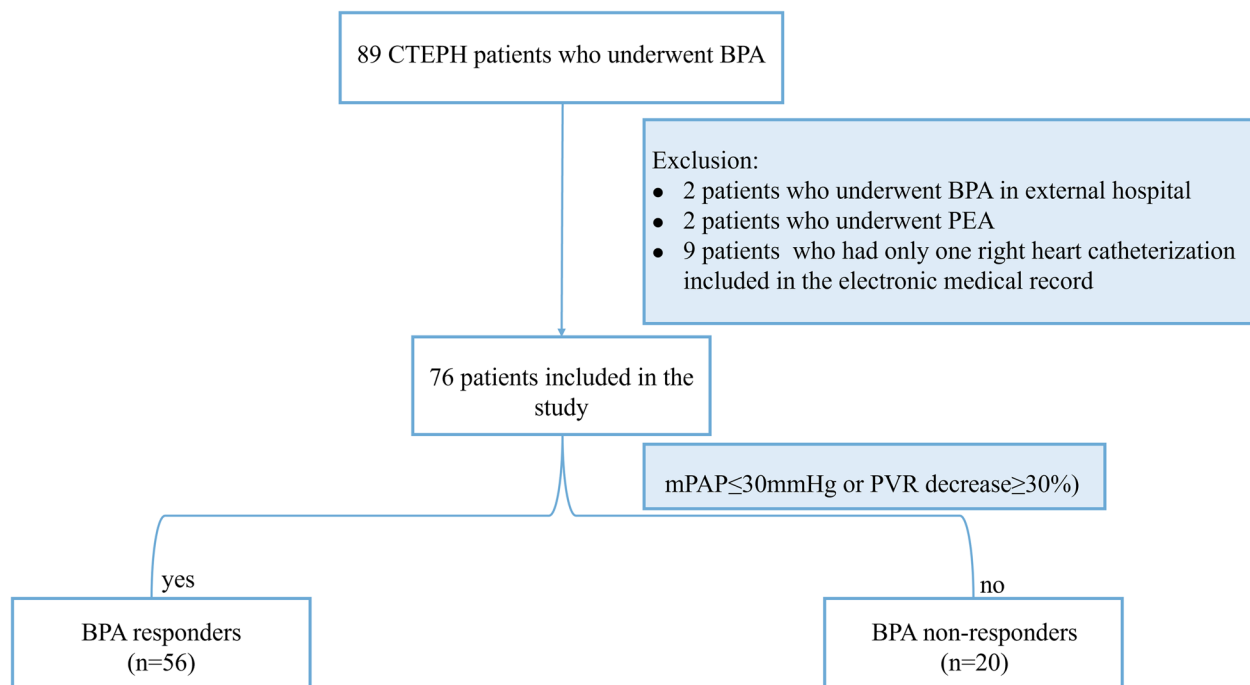 89 CTEPH patients who underwent BPA
Exclusion:
● 2 patients who underwent BPA in external hospital
● 2 patients who underwent PEA
● 9 patients  who had only one right heart catheterization
included in the electronic medical record
76 patients included in the
study
mPAP≤30mmHg or PVR decrease≥30%)
yes
no
BPA responders
(n=56)
BPA non-responders
(n=20)